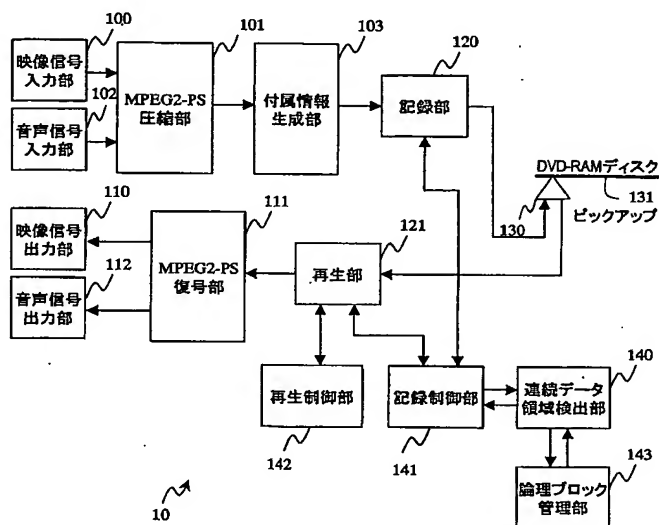 100
101
103
映像信号
入力部
102
音声信号
入力部
MPEG2-PS
圧縮部
付属情報
生成部
120
記録部
DVD-RAMディスク
131
ピックアップ
130
110
映像信号
出力部
112
音声信号
出力部
111
MPEG2-PS
復号部
121
再生部
再生制御部
142
記録制御部
141
140
連続データ
領域検出部
143
論理ブロック
管理部
10